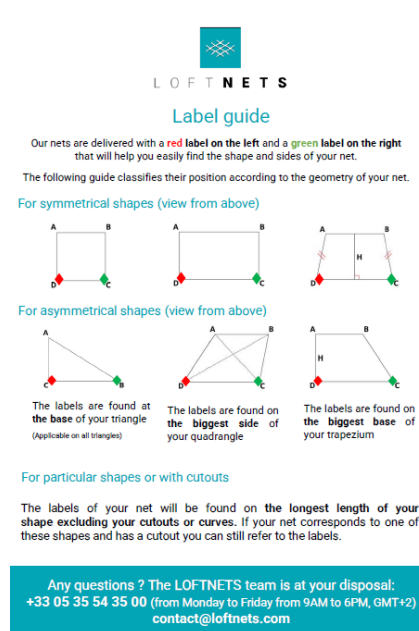 LOFTNETS
Label guide
Our nets are delivered with a red label on the left and a green label on the right
that will help you easily find the shape and sides of your net.
The following guide classifies their position according to the geometry of your net.
For symmetrical shapes (view from above)
A B A B A B
H
D C D C D C
For asymmetrical shapes (view from above)
A A B A B
H
C B D C D C
The labels are found at
the base of your triangle
(Applicable on all triangles)
The labels are found on
the biggest side of
your quadrangle
The labels are found on
the biggest base of
your trapezium
For particular shapes or with cutouts
The labels of your net will be found on the longest length of your
shape excluding your cutouts or curves. If your net corresponds to one of
these shapes and has a cutout you can still refer to the labels.
Any questions ? The LOFTNETS team is at your disposal:
+33 05 35 54 35 00 (from Monday to Friday from 9AM to 6PM, GMT+2)
contact@loftnets.com